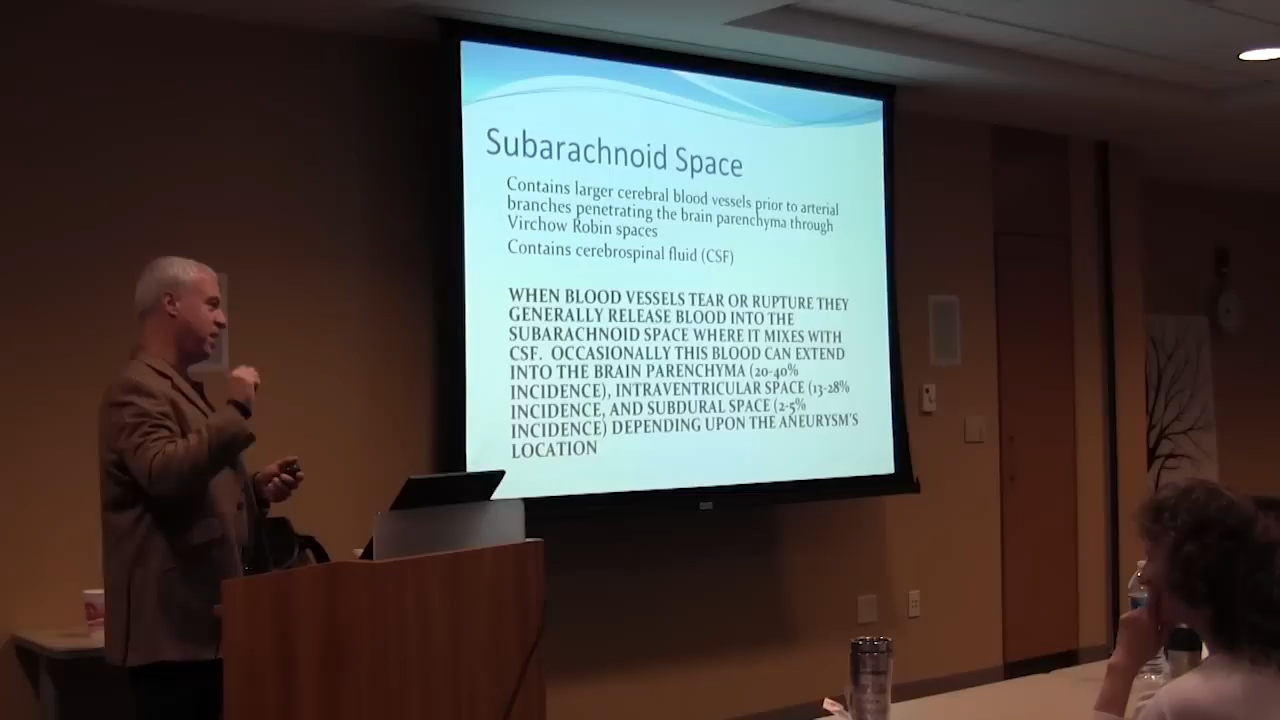 Subarachnoid Space
Contains larger cerebral blood vessels prior to arterial
branches penetrating the brain parenchyma through
Virchow Robin spaces
Contains cerebrospinal fluid (CSF)
WHEN BLOOD VESSELS TEAR OR RUPTURE THEY
GENERALLY RELEASE BLOOD INTO THE
SUBARACHNOID SPACE WHERE IT MIXES WITH
CSF. OCCASIONALLY THIS BLOOD CAN EXTEND
INTO THE BRAIN PARENCHYMA (20-40%
INCIDENCE), INTRAVENTRICULAR SPACE (13-28%
INCIDENCE, AND SUBDURAL SPACE (2-5%
INCIDENCE) DEPENDING UPON THE ANEURYSM'S
LOCATION